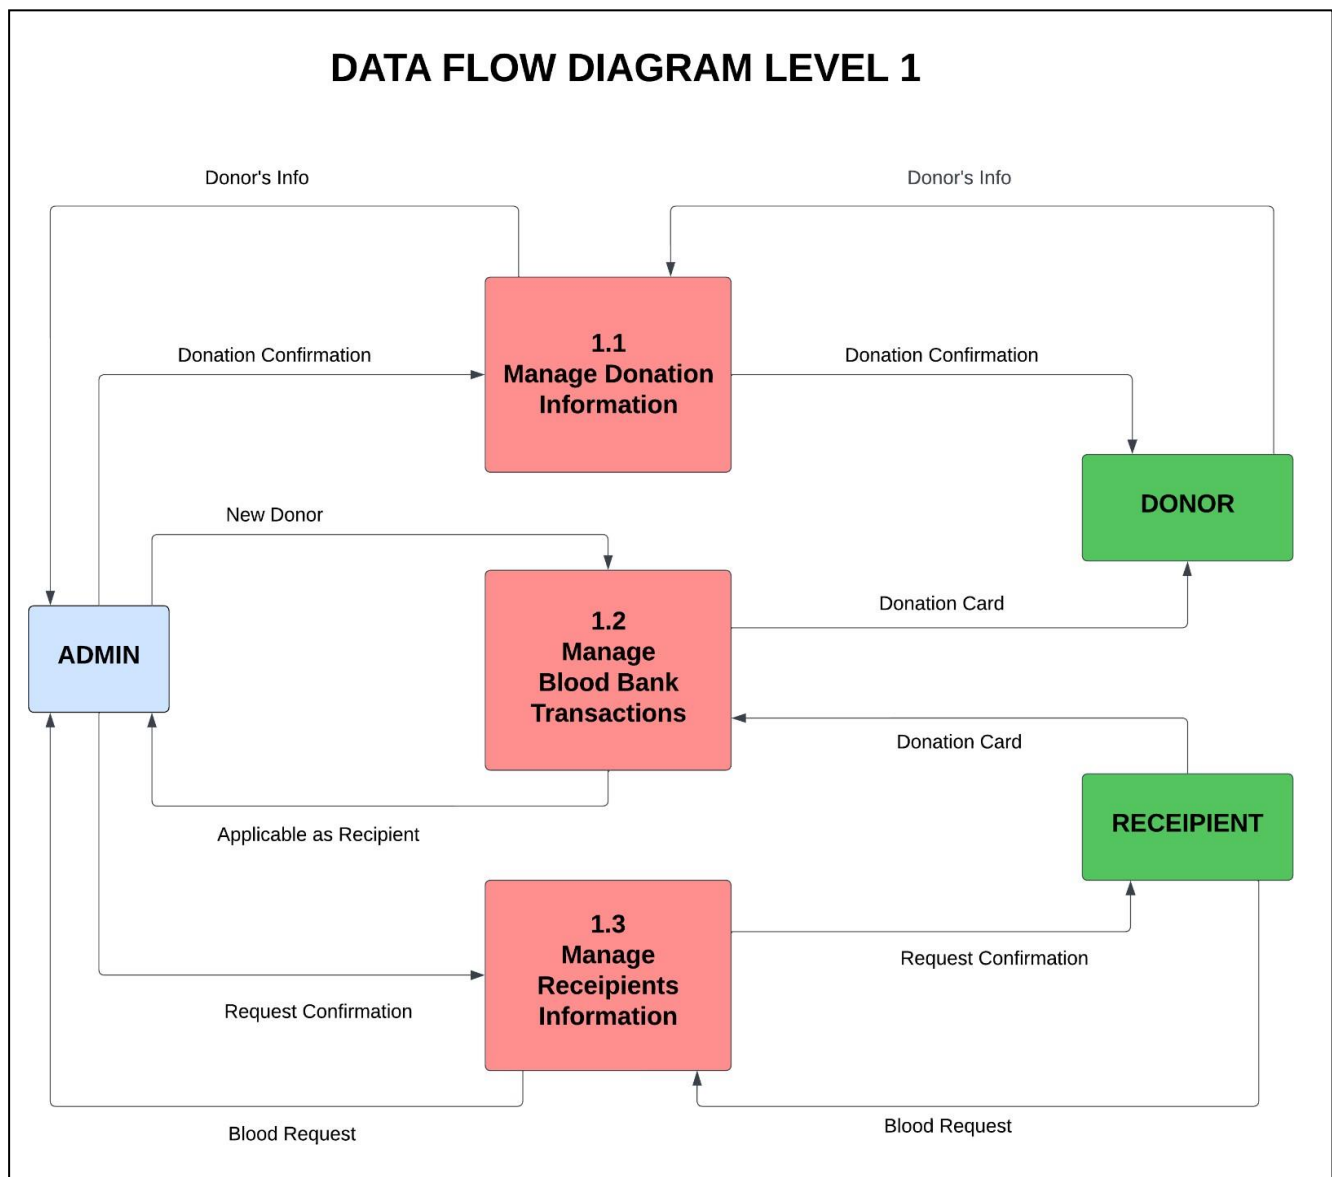 DATA FLOW DIAGRAM LEVEL 1
Donor's Info
Donor's Info
1.1
Manage Donation
Information
Donation Confirmation
Donation Confirmation
DONOR
New Donor
Donation Card
1.2
Manage
Blood Bank
Transactions
ADMIN
Donation Card
Applicable as Recipient
RECEIPIENT
1.3
Manage
Receipients
Information
Request Confirmation
Request Confirmation
Blood Request
Blood Request